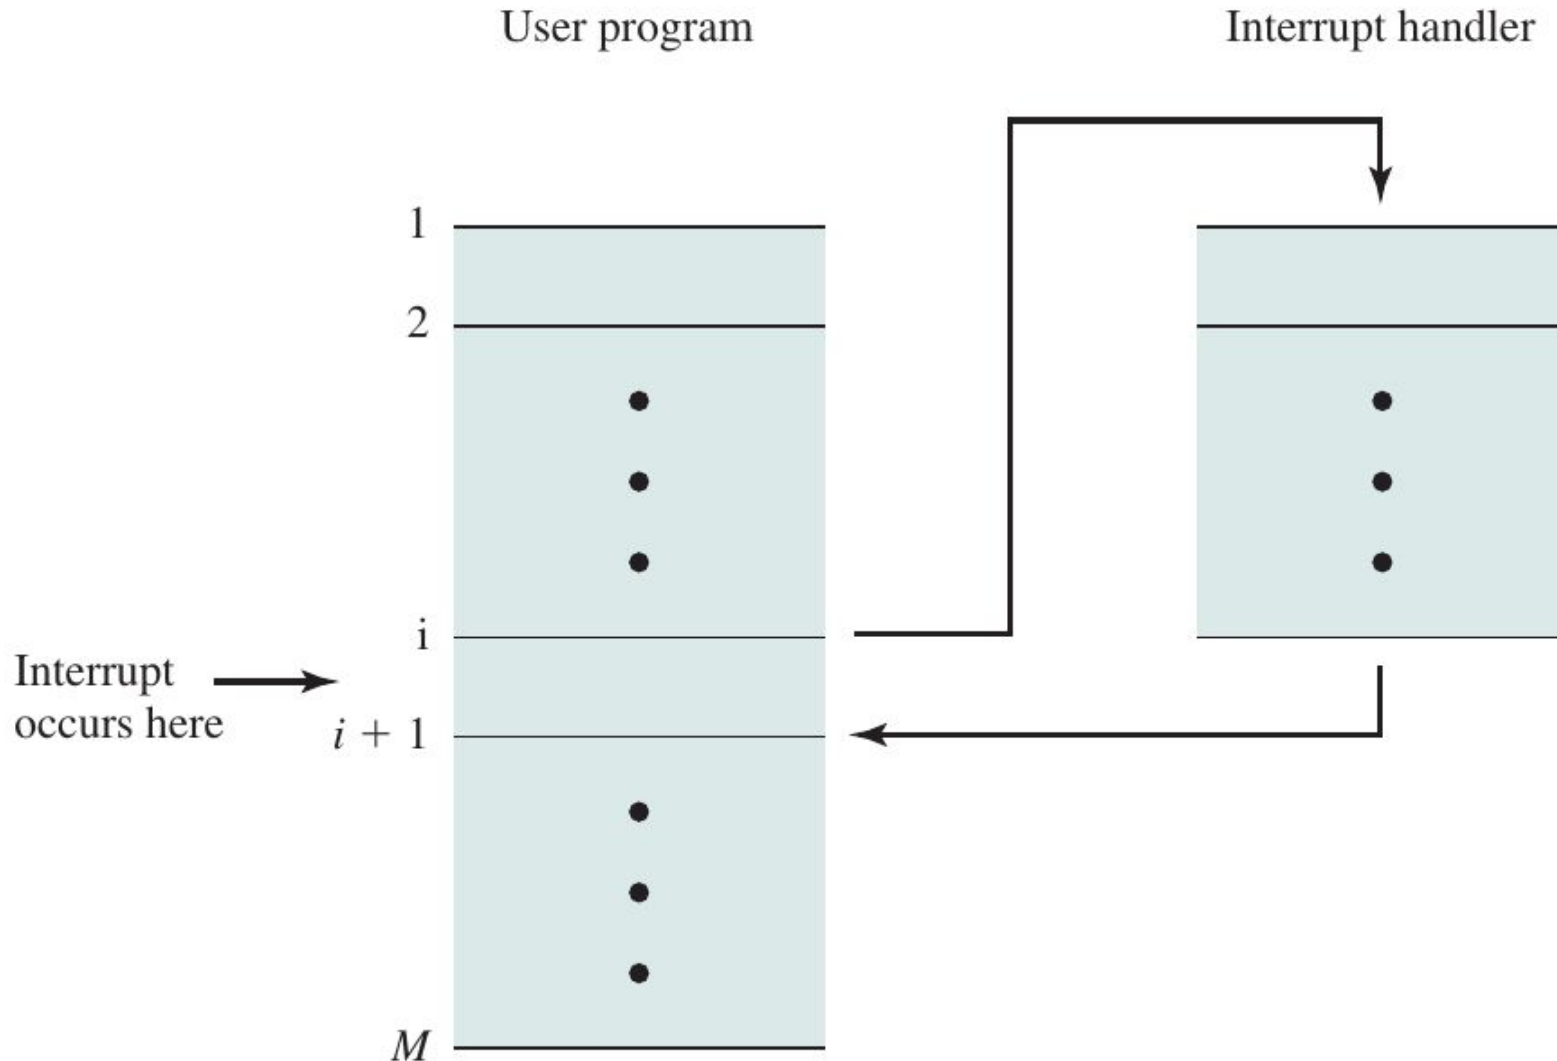 User program
Interrupt handler
1
2
i
Interrupt
occurs here
i + 1
M